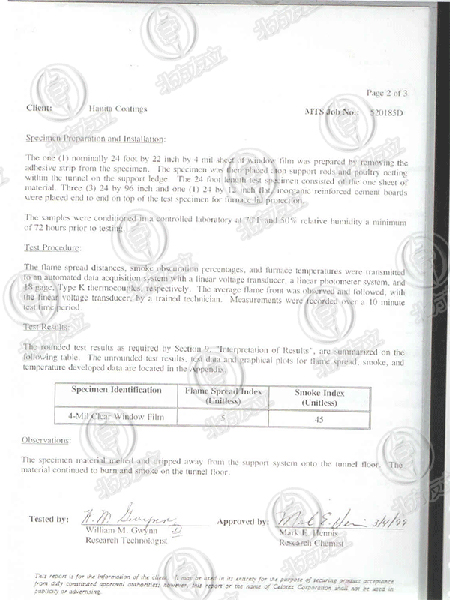 Page 2 of 3
Client: Hanita Coatings MTS Job No.: 520185D
Specimen Preparation and Installation:
The one (1) nominally 24 foot by 22 inch by 4 mil sheet of window film was prepared by removing the
adhesive strip from the specimen. The specimen was then placed upon support rods and poultry netting
within the tunnel on the support ledge. The 24 foot length test specimen consisted of the one sheet of
material. Three (3) 24 by 96 inch and one (1) 24 by 12 inch flat, inorganic reinforced cement boards
were placed end to end on top of the test specimen for furnace lid protection.
The samples were conditioned in a controlled laboratory of 73 F and 50% relative humidity a minimum
of 72 hours prior to testing.
Test Procedure:
The flame spread distances, smoke obscuration percentages, and furnace temperatures were transmitted
to an automated data acquisition system with a linear voltage transducer, a linear photometer system, and
18 gage, Type K thermocouples, respectively. The average flame front was observed and followed, with
the linear voltage transducer, by a trained technician. Measurements were recorded over a 10 minute
test time period.
Test Results:
The rounded test results as required by Section 9, "Interpretation of Results", are summarized on the
following table. The unrounded test results, test data and graphical plots for flame spread, smoke, and
temperature developed data are located in the Appendix.
Specimen Identification Flame Spread Index (Unitless) Smoke Index (Unitless)
4-Mil Clear Window Film 5 45
Observations:
The specimen material melted and dripped away from the support system onto the tunnel floor. The
material continued to burn and smoke on the tunnel floor.
Tested by: Approved by:
William M. Gwynn Mark E. Hennis
Research Technologist Research Chemist
This report is for the information of the client. It may be used in its entirety for the purpose of securing product acceptance
from duly constituted approval authorities; however, this report or the name of Celotex Corporation shall not be used in
publicity or advertising.